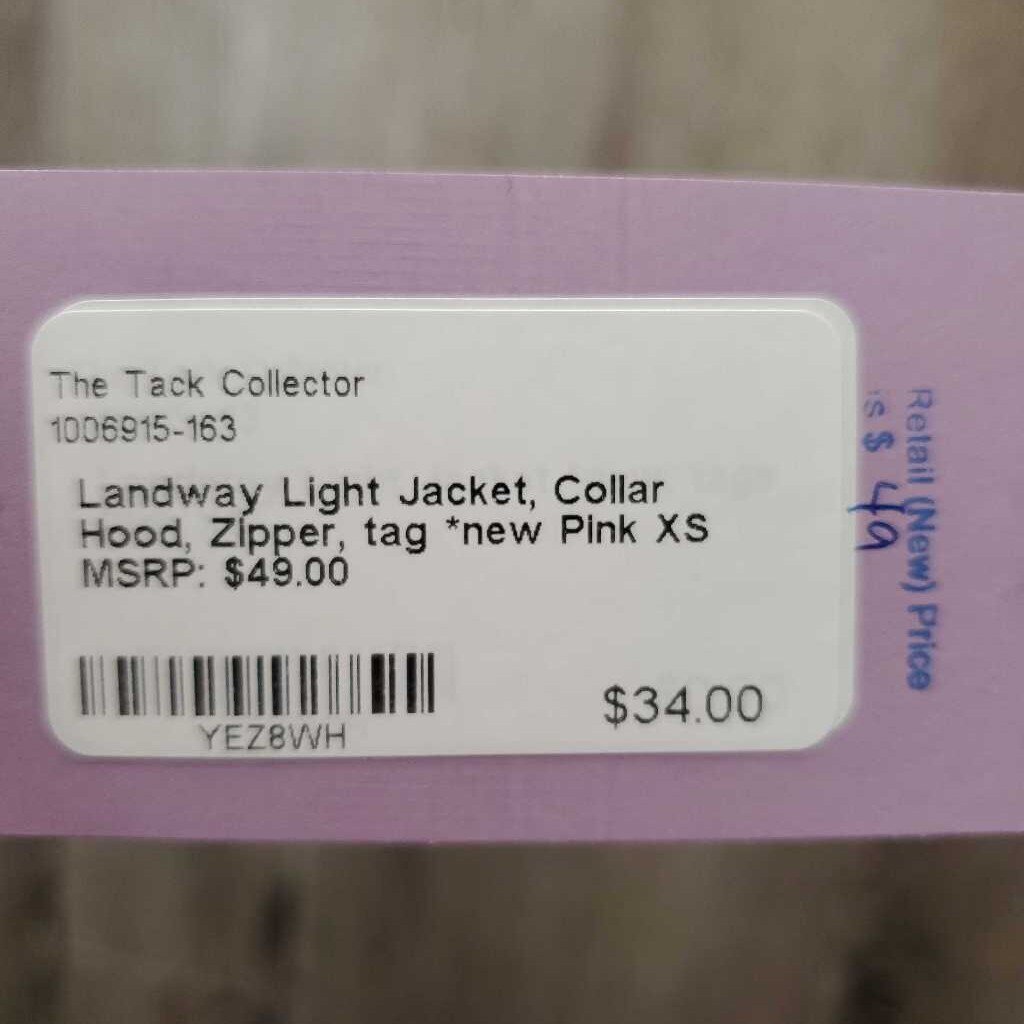 The Tack Collector
1006915-163
Landway Light Jacket, Collar
Hood, Zipper, tag *new Pink XS
MSRP: $49.00
YEZ8WH
$34.00
Retail (New) Price
is $ 49